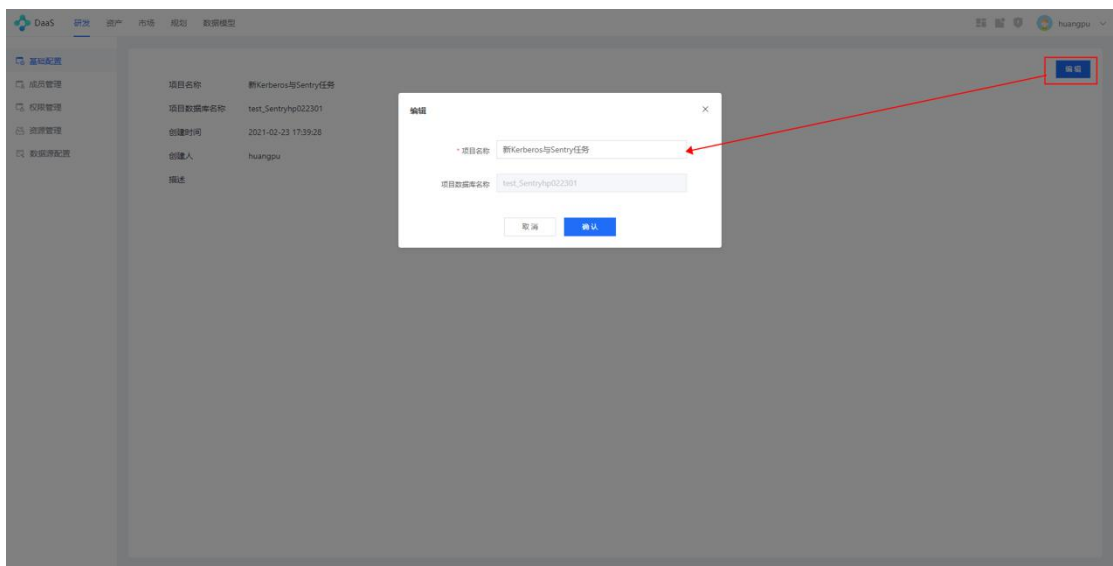 DaaS 研发 资产 市场 规划 数据模型 huangpu
基础配置
编辑
成员管理
项目名称 新Kerberos与Sentry任务
权限管理
项目数据库名称 test_Sentryhp022301
编辑
资源管理
创建时间 2021-02-23 17:39:28
数据源配置
创建人 huangpu
* 项目名称 新Kerberos与Sentry任务
描述
项目数据库名称 test_Sentryhp022301
取消 确认